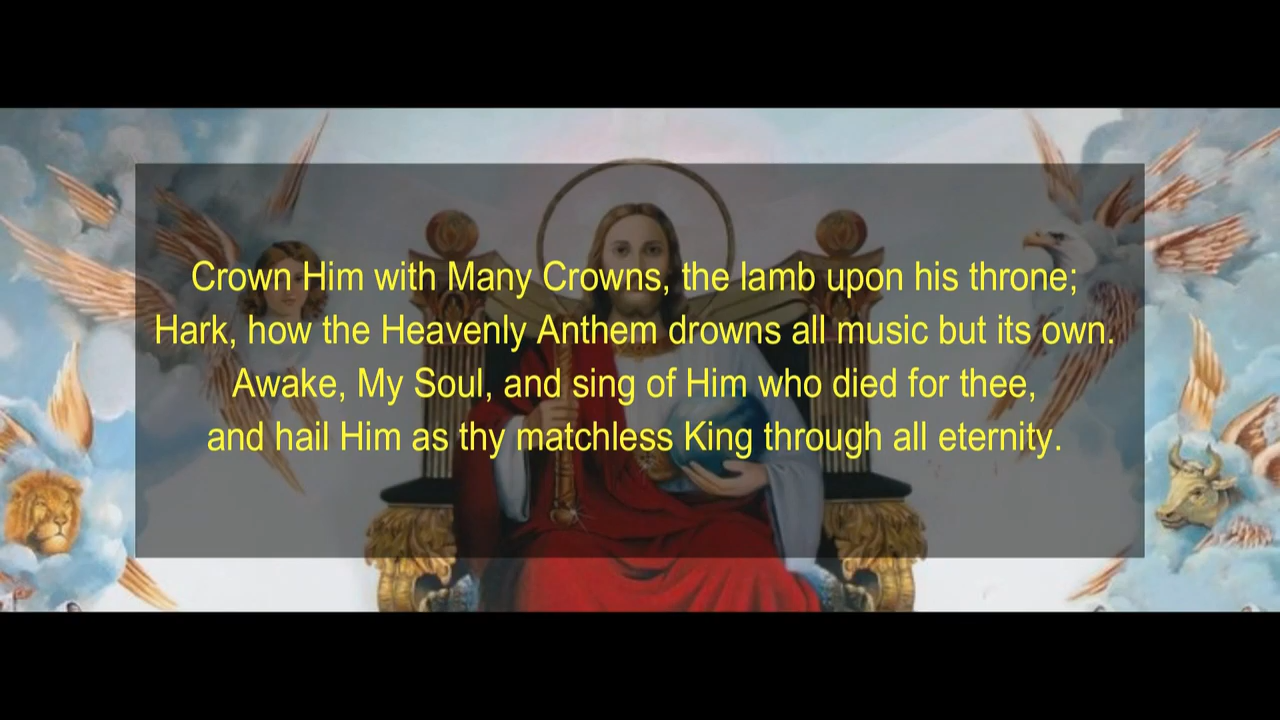 Crown Him with Many Crowns, the lamb upon his throne;
Hark, how the Heavenly Anthem drowns all music but its own.
Awake, My Soul, and sing of Him who died for thee,
and hail Him as thy matchless King through all eternity.